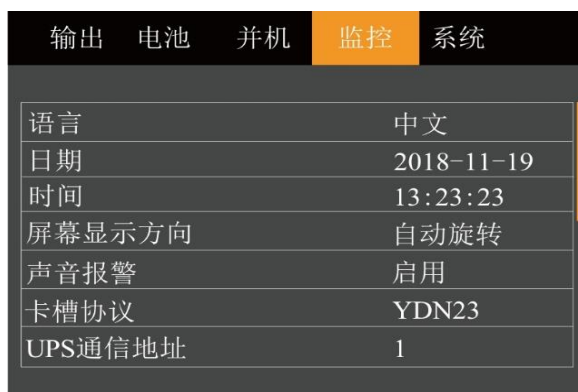 输出 电池 并机 监控 系统
语言 中文
日期 2018-11-19
时间 13:23:23
屏幕显示方向 自动旋转
声音报警 启用
卡槽协议 YDN23
UPS通信地址 1